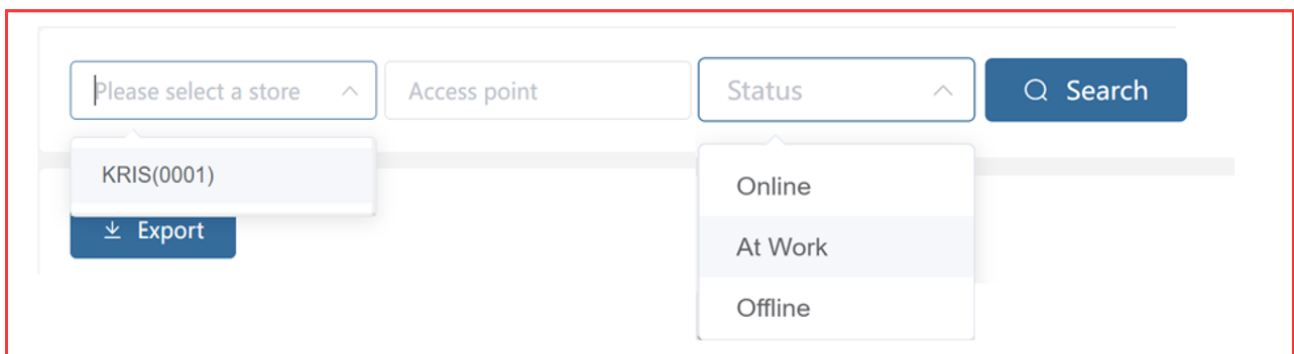 Please select a store
Access point
Status
Search
KRIS(0001)
Export
Online
At Work
Offline